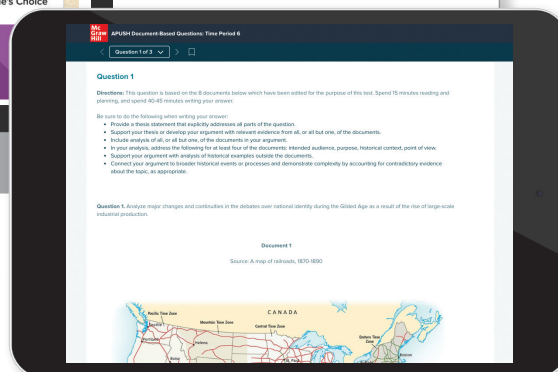 e's Choice
Mc
Graw
Hill
APUSH Document-Based Questions: Time Period 6
Question 1 of 3
Question 1
Directions: This question is based on the 8 documents below which have been edited for the purpose of this test. Spend 15 minutes reading and
planning, and spend 40-45 minutes writing your answer.
Be sure to do the following when writing your answer:
• Provide a thesis statement that explicitly addresses all parts of the question.
• Support your thesis or develop your argument with relevant evidence from all, or all but one, of the documents.
• Include analysis of all, or all but one, of the documents in your argument.
• In your analysis, address the following for at least four of the documents: intended audience, purpose, historical context, point of view.
• Support your argument with analysis of historical examples outside the documents.
• Connect your argument to broader historical events or processes and demonstrate complexity by accounting for contradictory evidence
about the topic, as appropriate.
Question 1. Analyze major changes and continuities in the debates over national identity during the Gilded Age as a result of the rise of large-scale
industrial production.
Document 1
Source: A map of railroads, 1870-1890
Pacific Time Zone
Mountain Time Zone
Central Time Zone
CANADA
Eastern Time
Zone
Seattle
Portland
Helena
Boise
St. Paul
Boston